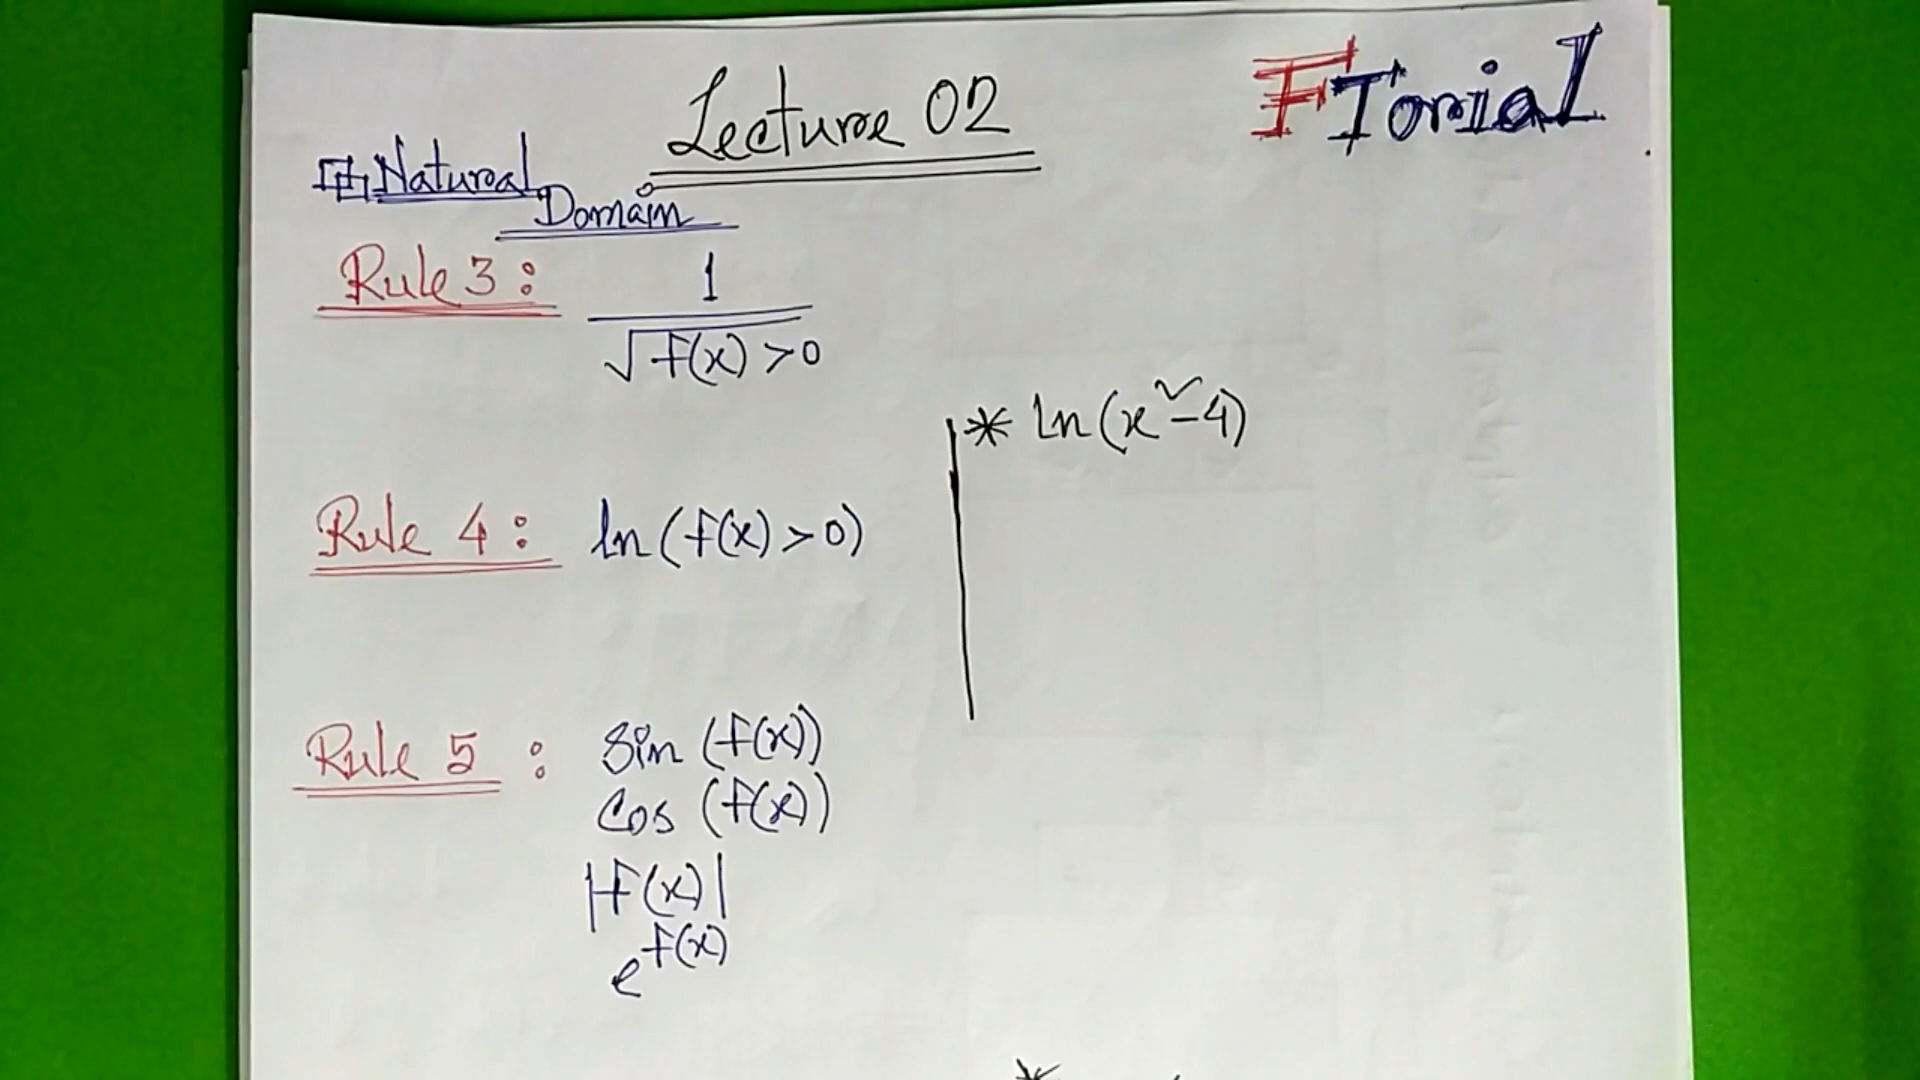 Lecture 02
FTorial
Natural
Domain
Rule 3:
1
√f(x) >0
* ln(x²-4)
Rule 4: ln(f(x)>0)
Rule 5: Sin (f(x))
Cos (f(x))
|f(x)|
e^f(x)
*